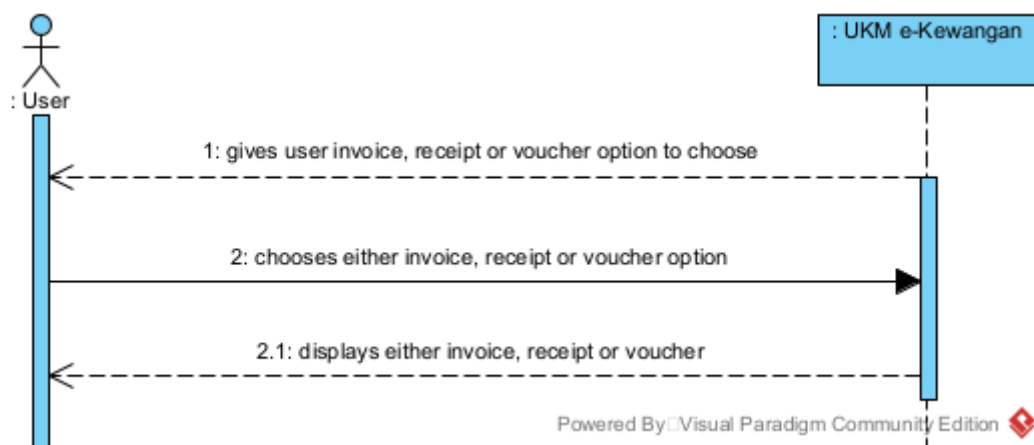 : UKM e-Kewangan
: User
1: gives user invoice, receipt or voucher option to choose
2: chooses either invoice, receipt or voucher option
2.1: displays either invoice, receipt or voucher
Powered By Visual Paradigm Community Edition